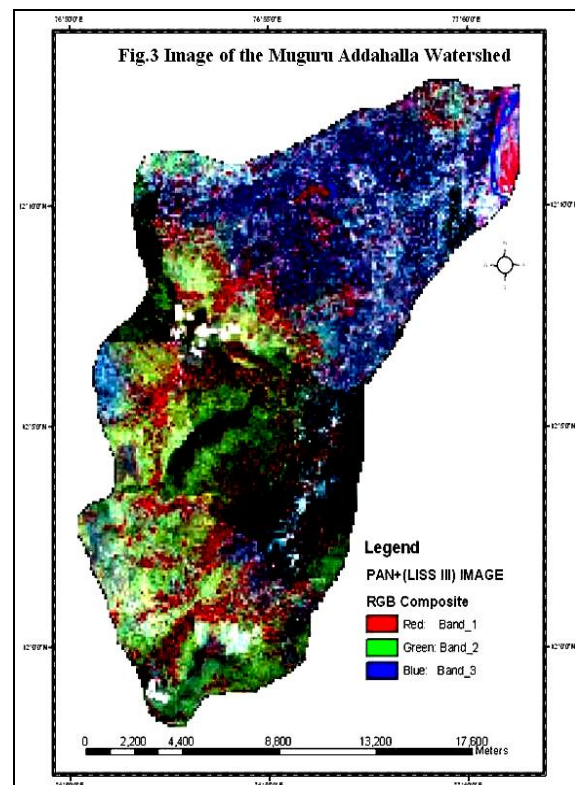 Fig.3 Image of the Muguru Addahalla Watershed
Legend
PAN+(LISS III) IMAGE
RGB Composite
Red: Band_1
Green: Band_2
Blue: Band_3
0 2,200 4,400 8,800 13,200 17,600
Meters